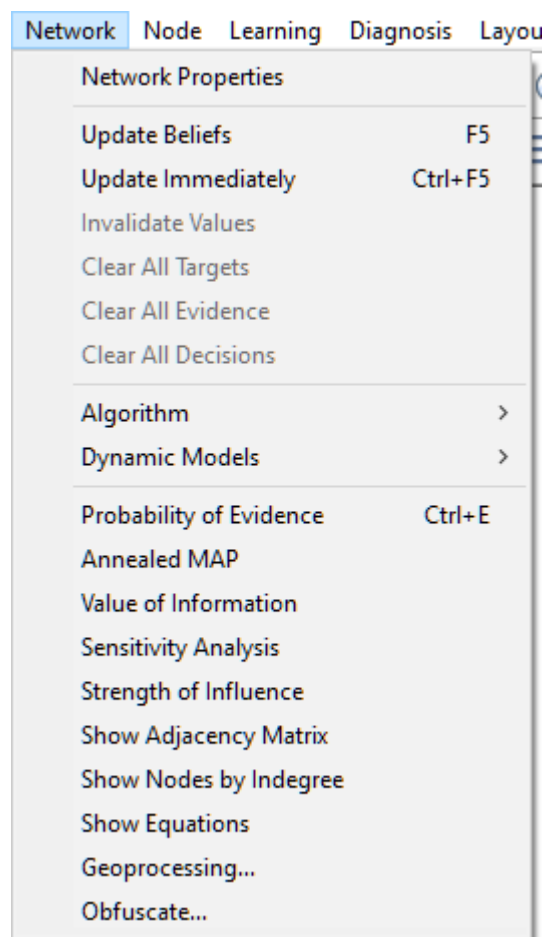 Network Node Learning Diagnosis Layou
Network Properties
Update Beliefs F5
Update Immediately Ctrl+F5
Invalidate Values
Clear All Targets
Clear All Evidence
Clear All Decisions
Algorithm >
Dynamic Models >
Probability of Evidence Ctrl+E
Annealed MAP
Value of Information
Sensitivity Analysis
Strength of Influence
Show Adjacency Matrix
Show Nodes by Indegree
Show Equations
Geoprocessing...
Obfuscate...